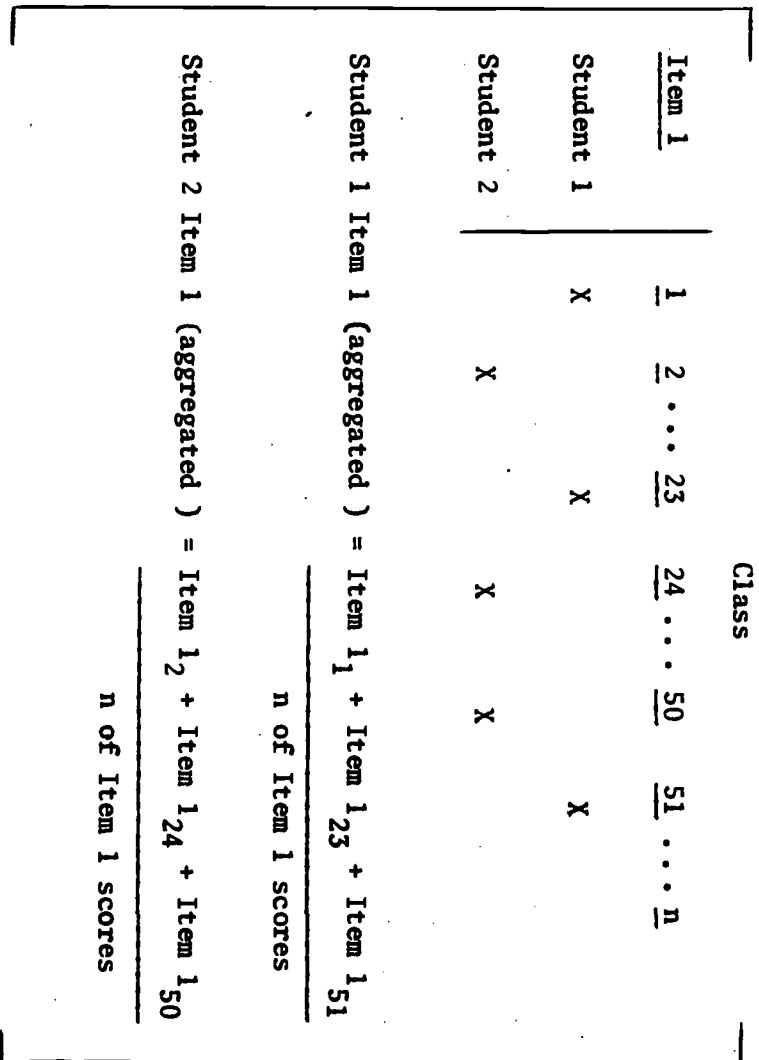 Class
Item 1 1 2 . . . 23 24 . . . 50 51 . . . n
Student 1 X X X
Student 2 X X X
Student 1 Item 1 (aggregated ) = Item 1₁ + Item 1₂₃ + Item 1₅₁
n of Item 1 scores
Student 2 Item 1 (aggregated ) = Item 1₂ + Item 1₂₄ + Item 1₅₀
n of Item 1 scores